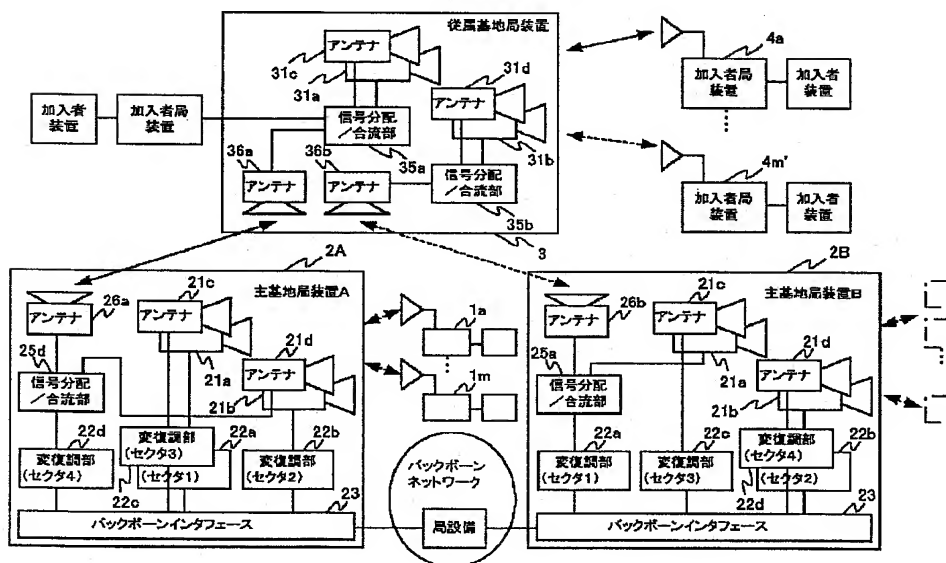 従属基地局装置
アンテナ
31c
31a
31d
アンテナ
31b
信号分配
／合流部
35a
36a
36b
アンテナ
アンテナ
信号分配
／合流部
35b
3
加入者
装置
加入者局
装置
4a
加入者局
装置
加入者
装置
4m'
加入者局
装置
加入者
装置
2A
主基地局装置A
26a
アンテナ
21c
アンテナ
21a
21d
アンテナ
21b
25d
信号分配
／合流部
22d
変復調部
(セクタ4)
22a
変復調部
(セクタ3)
(セクタ1)
22c
22b
変復調部
(セクタ2)
23
バックボーンインタフェース
1a
1m
バックボーン
ネットワーク
局設備
2B
主基地局装置B
26b
アンテナ
21c
アンテナ
21a
21d
アンテナ
21b
25a
信号分配
／合流部
22a
変復調部
(セクタ1)
22c
変復調部
(セクタ3)
22b
変復調部
(セクタ4)
(セクタ2)
22d
23
バックボーンインタフェース